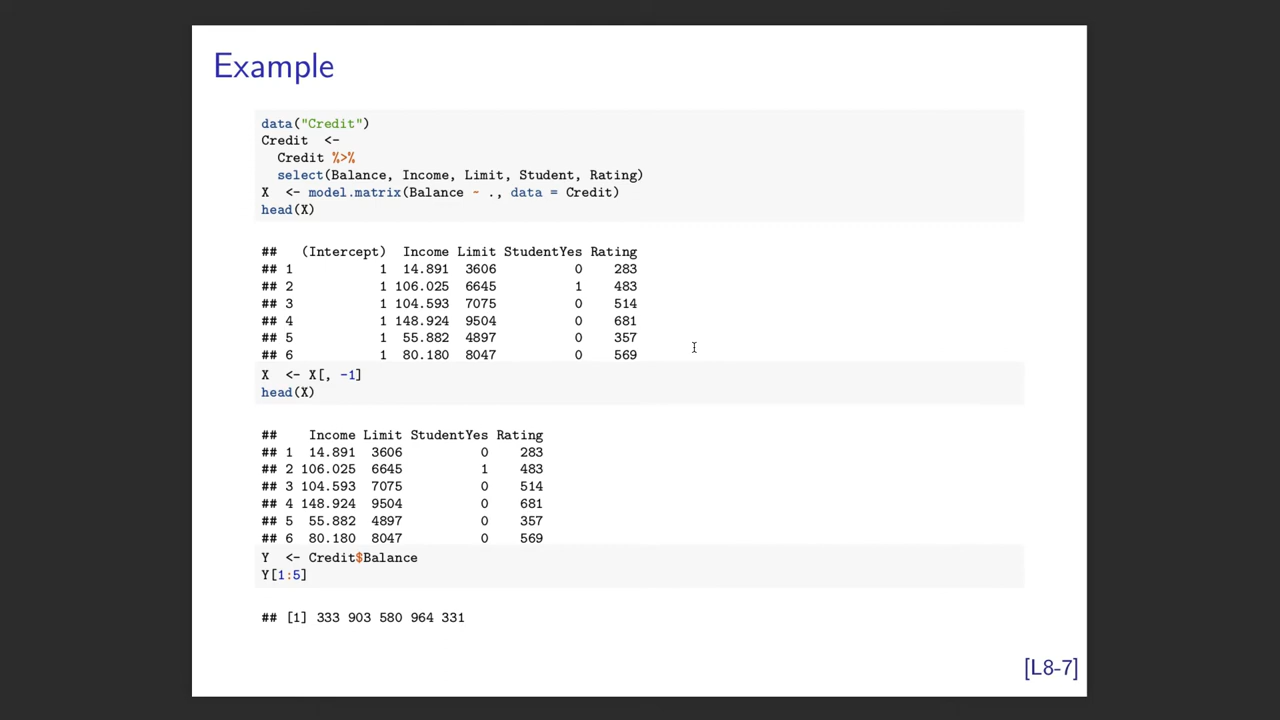 Example
data("Credit")
Credit  <-
  Credit %>%
  select(Balance, Income, Limit, Student, Rating)
X  <- model.matrix(Balance ~ ., data = Credit)
head(X)
##   (Intercept)  Income Limit StudentYes Rating
## 1           1  14.891  3606          0    283
## 2           1 106.025  6645          1    483
## 3           1 104.593  7075          0    514
## 4           1 148.924  9504          0    681
## 5           1  55.882  4897          0    357
## 6           1  80.180  8047          0    569
X  <- X[, -1]
head(X)
##    Income Limit StudentYes Rating
## 1  14.891  3606          0    283
## 2 106.025  6645          1    483
## 3 104.593  7075          0    514
## 4 148.924  9504          0    681
## 5  55.882  4897          0    357
## 6  80.180  8047          0    569
Y  <- Credit$Balance
Y[1:5]
## [1] 333 903 580 964 331
[L8-7]